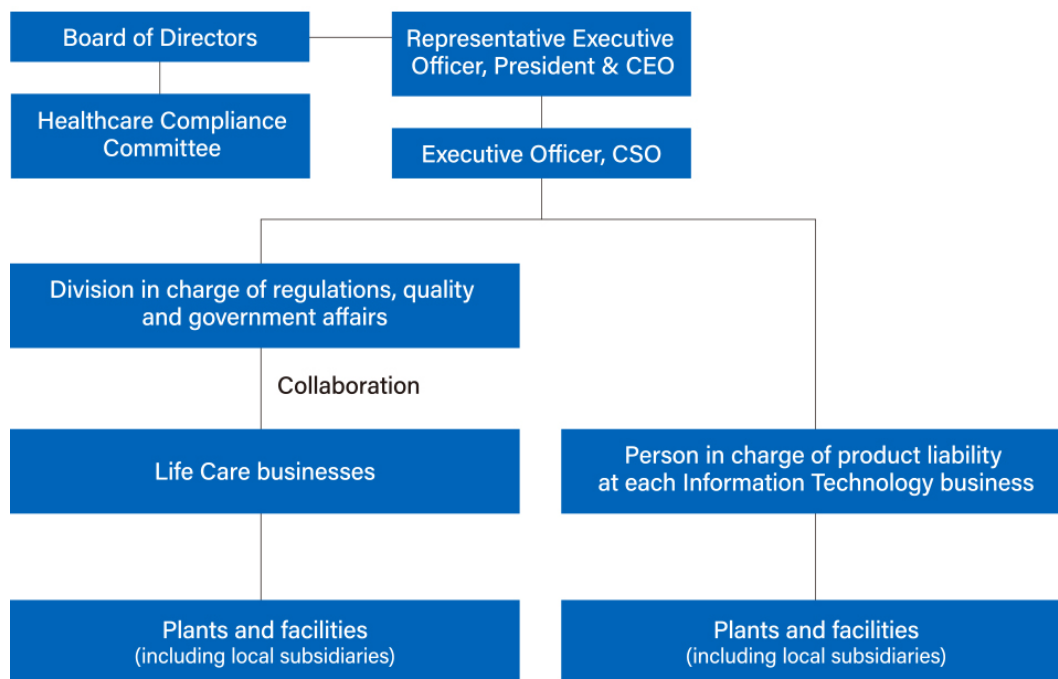 Board of Directors
Representative Executive
Officer, President & CEO
Healthcare Compliance
Committee
Executive Officer, CSO
Division in charge of regulations, quality
and government affairs
Collaboration
Life Care businesses
Person in charge of product liability
at each Information Technology business
Plants and facilities
(including local subsidiaries)
Plants and facilities
(including local subsidiaries)